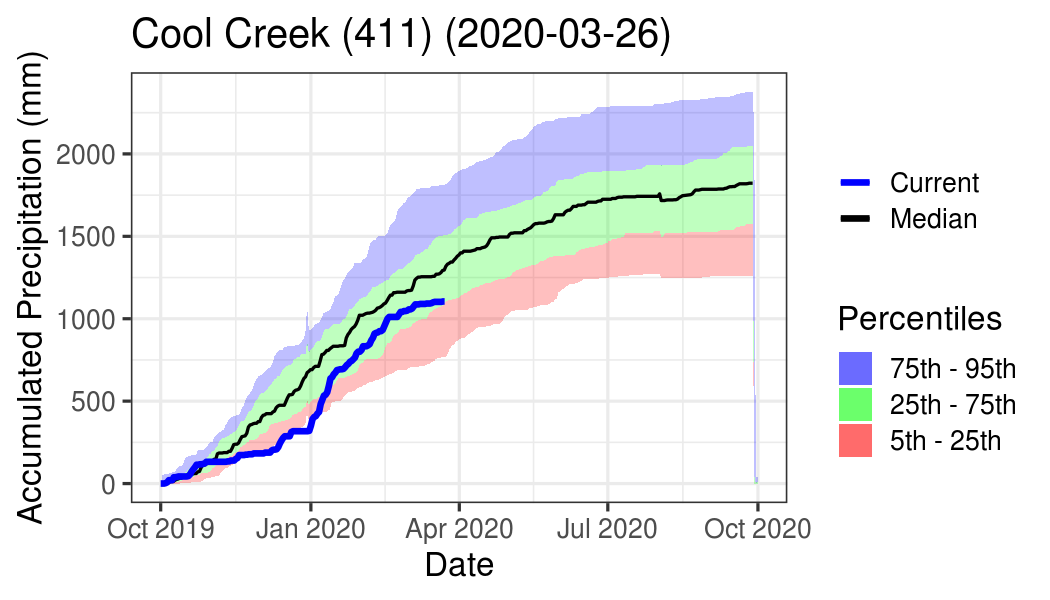 Cool Creek (411) (2020-03-26)
Accumulated Precipitation (mm)
2000
1500
1000
500
0
Oct 2019 Jan 2020 Apr 2020 Jul 2020 Oct 2020
Date
Current
Median
Percentiles
75th - 95th
25th - 75th
5th - 25th